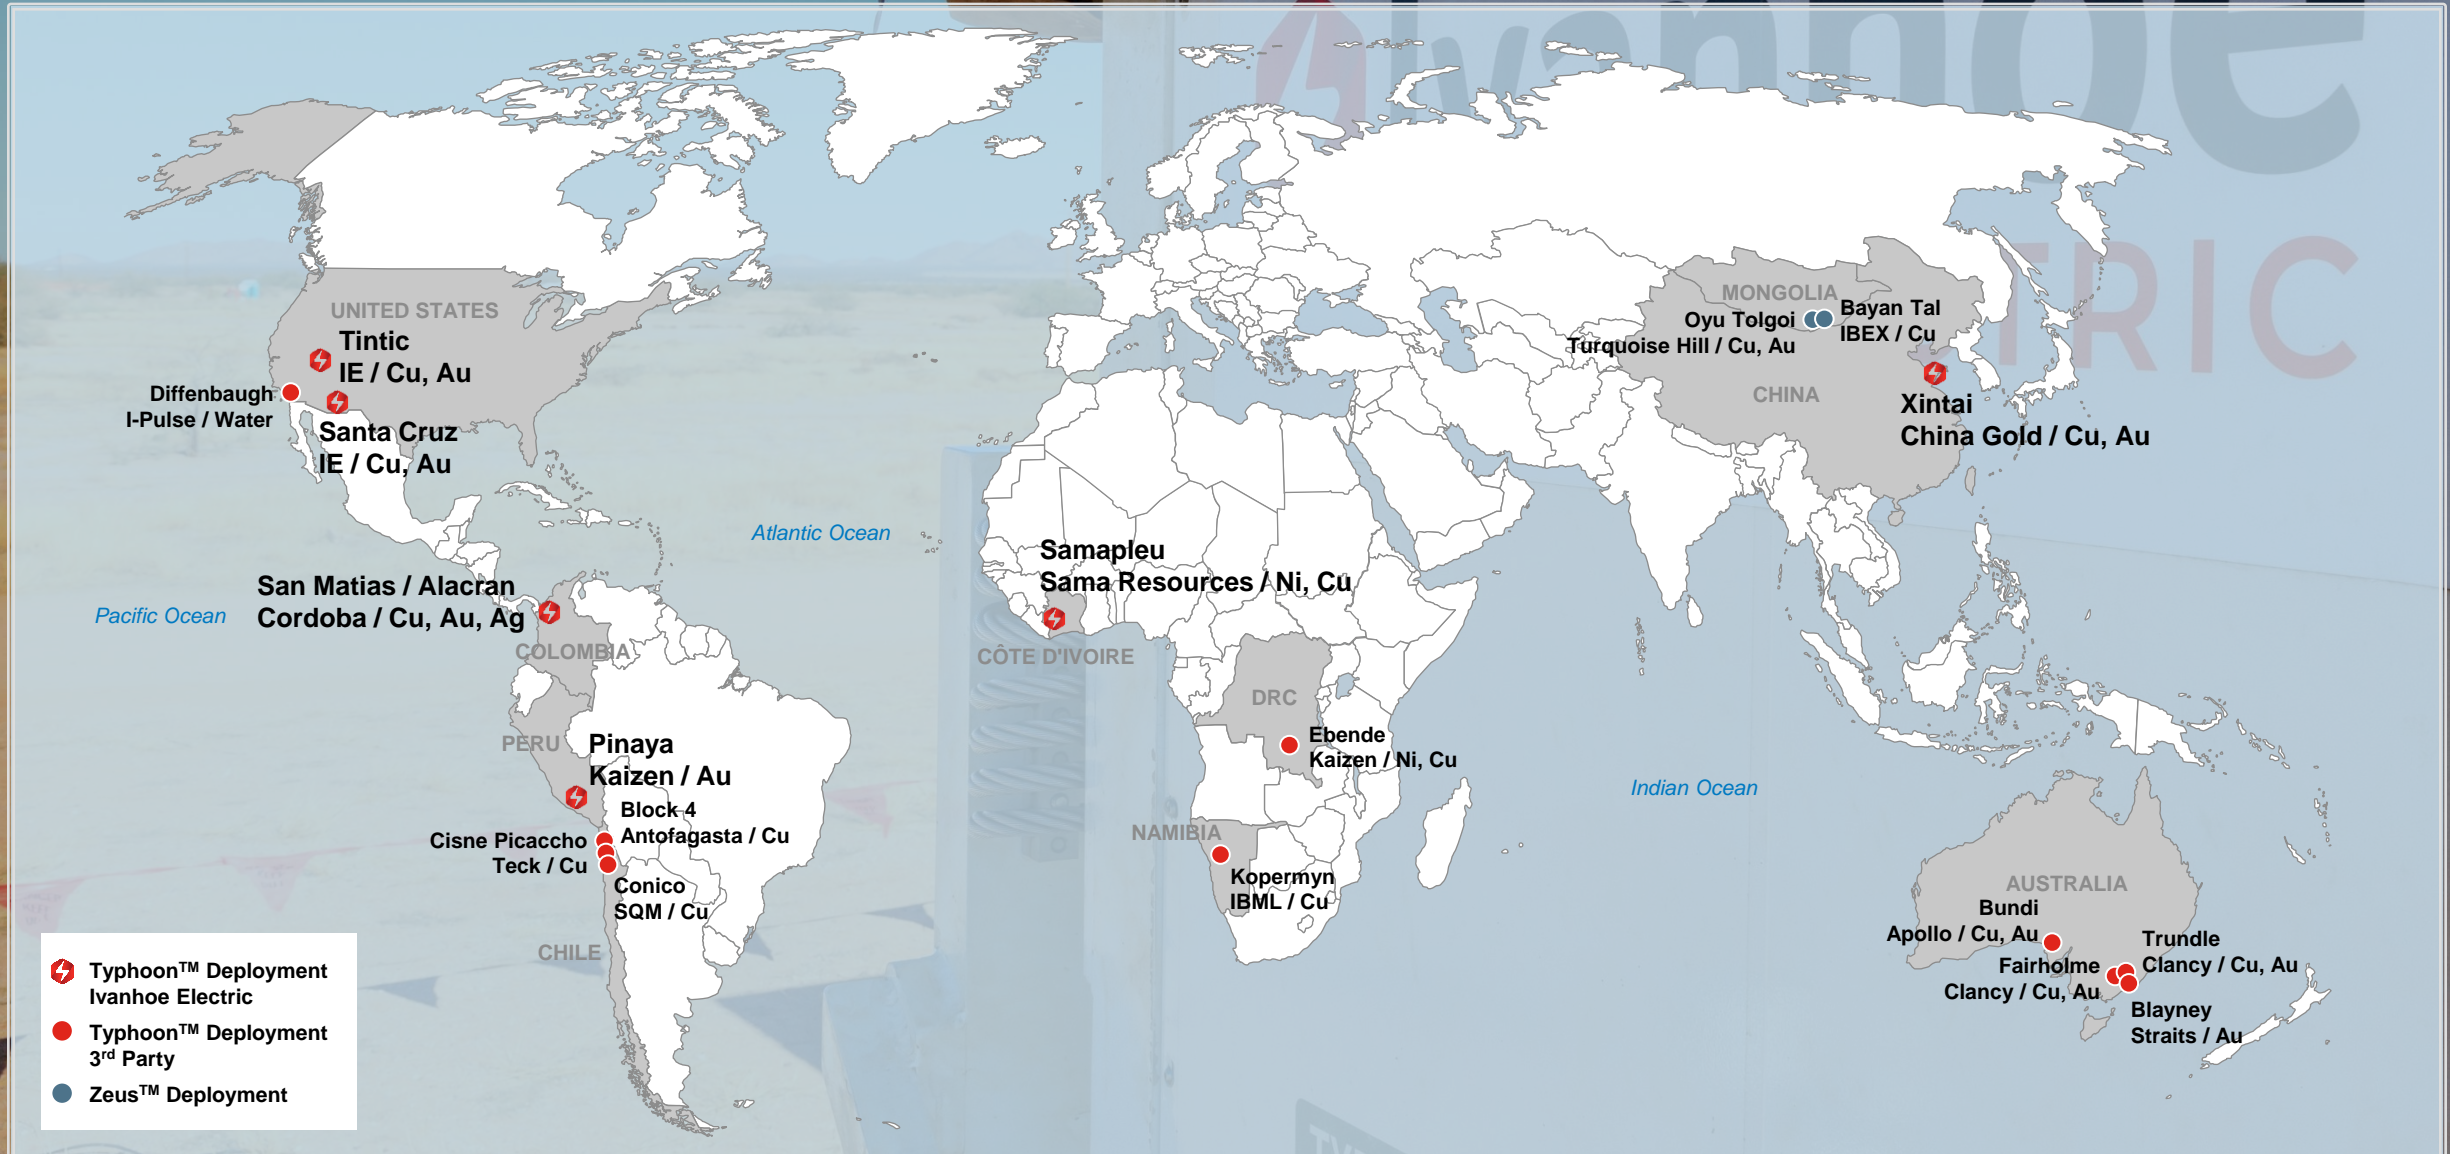 Ivanhoe
TRIC
UNITED STATES
Tintic
IE / Cu, Au
Diffenbaugh
I-Pulse / Water
Santa Cruz
IE / Cu, Au
MONGOLIA
Oyu Tolgoi
Turquoise Hill / Cu, Au
Bayan Tal
IBEX / Cu
CHINA
Xintai
China Gold / Cu, Au
Atlantic Ocean
Pacific Ocean
San Matias / Alacran
Cordoba / Cu, Au, Ag
COLOMBIA
Samapleu
Sama Resources / Ni, Cu
CÔTE D'IVOIRE
DRC
Ebende
Kaizen / Ni, Cu
PERU
Pinaya
Kaizen / Au
Block 4
Antofagasta / Cu
Cisne Picaccho
Teck / Cu
Conico
SQM / Cu
CHILE
NAMIBIA
Kopermyn
IBML / Cu
Indian Ocean
AUSTRALIA
Bundi
Apollo / Cu, Au
Trundle
Clancy / Cu, Au
Fairholme
Clancy / Cu, Au
Blayney
Straits / Au
Typhoon™ Deployment
Ivanhoe Electric
Typhoon™ Deployment
3rd Party
Zeus™ Deployment